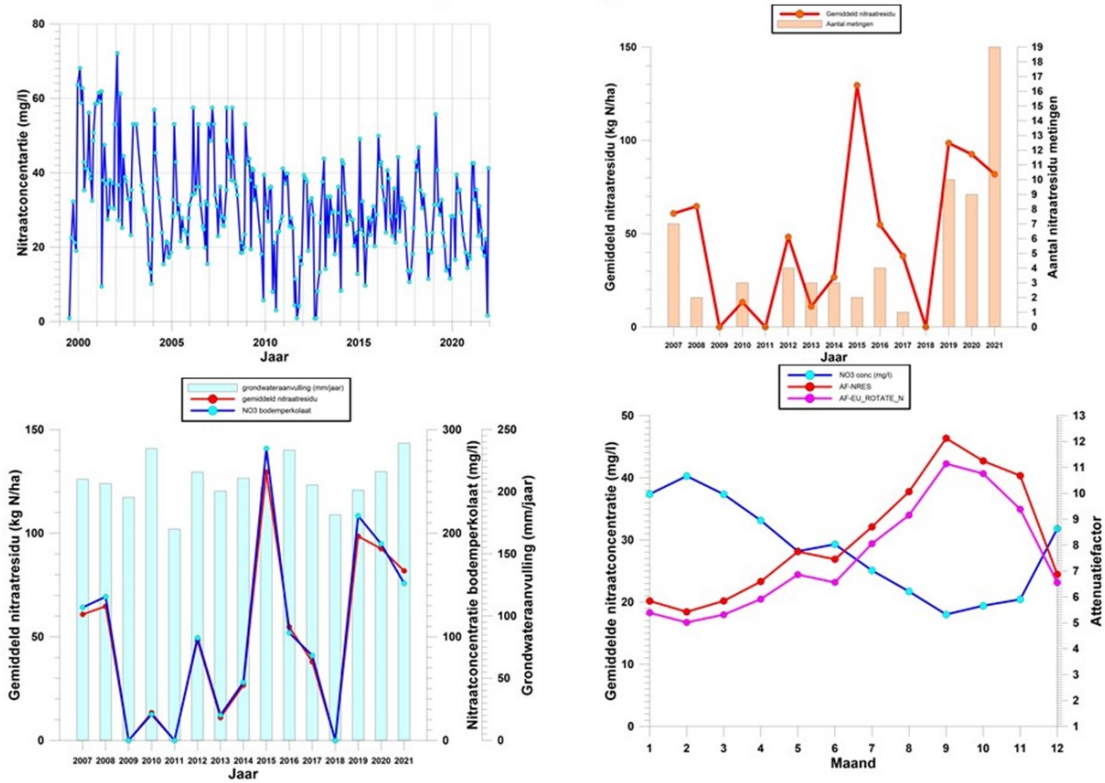 80
60
40
20
0
Nitraatconcentartie (mg/l)
2000 2005 2010 2015 2020
Jaar
Gemiddeld nitraatresidu
Aantal metingen
150
100
50
0
Gemiddeld nitraatresidu (kg N/ha)
19
18
17
16
15
14
13
12
11
10
9
8
7
6
5
4
3
2
1
0
Aantal nitraatresidu metingen
2007 2008 2009 2010 2011 2012 2013 2014 2015 2016 2017 2018 2019 2020 2021
Jaar
grondwateraanvulling (mm/jaar)
gemiddeld nitraatresidu
NO3 bodemperkolaat
150
100
50
0
Gemiddeld nitraatresidu (kg N/ha)
300
200
100
0
Nitraatconcentratie bodemperkolaat (mg/l)
250
200
150
100
50
0
Grondwateraanvulling (mm/jaar)
2007 2008 2009 2010 2011 2012 2013 2014 2015 2016 2017 2018 2019 2020 2021
Jaar
NO3 conc (mg/l)
AF-NRES
AF-EU_ROTATE_N
50
40
30
20
10
0
Gemiddelde nitraatconcentratie (mg/l)
13
12
11
10
9
8
7
6
5
4
3
2
1
Attenuatiefactor
1 2 3 4 5 6 7 8 9 10 11 12
Maand